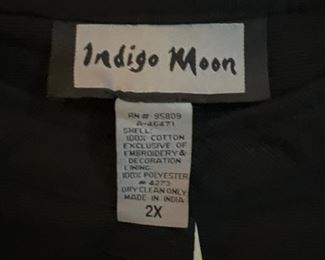 Indigo Moon
RN # 95809
A-46471
SHELL:
100% COTTON
EXCLUSIVE OF
EMBROIDERY &
DECORATION
LINING:
100% POLYESTER
# 4273
DRY CLEAN ONLY
MADE IN INDIA
2X